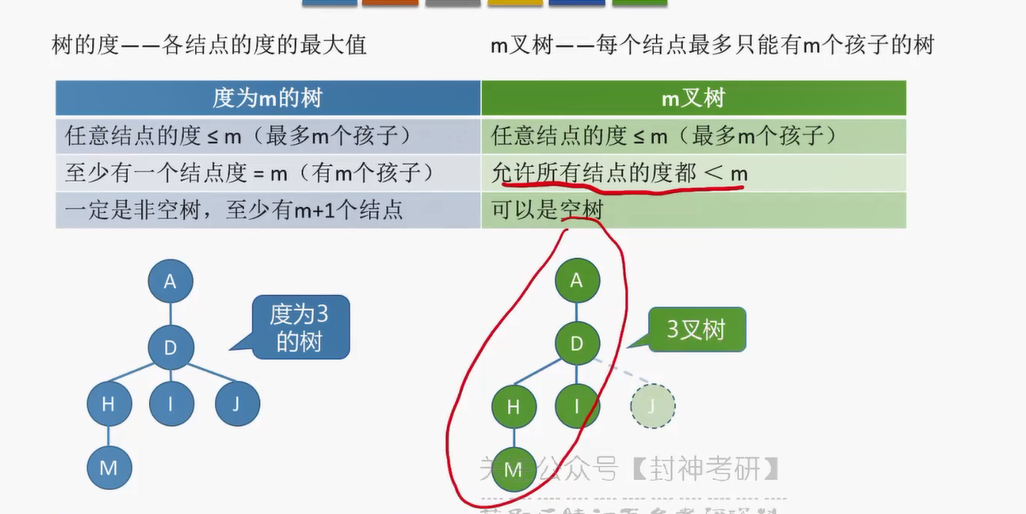 树的度——各结点的度的最大值
m叉树——每个结点最多只能有m个孩子的树
度为m的树 m叉树
任意结点的度 ≤ m（最多m个孩子） 任意结点的度 ≤ m（最多m个孩子）
至少有一个结点度 = m（有m个孩子） 允许所有结点的度都 ＜ m
一定是非空树，至少有m+1个结点 可以是空树
A
D
H I J
M
度为3
的树
A
D
H I J
M
3叉树
公众号【封神考研】